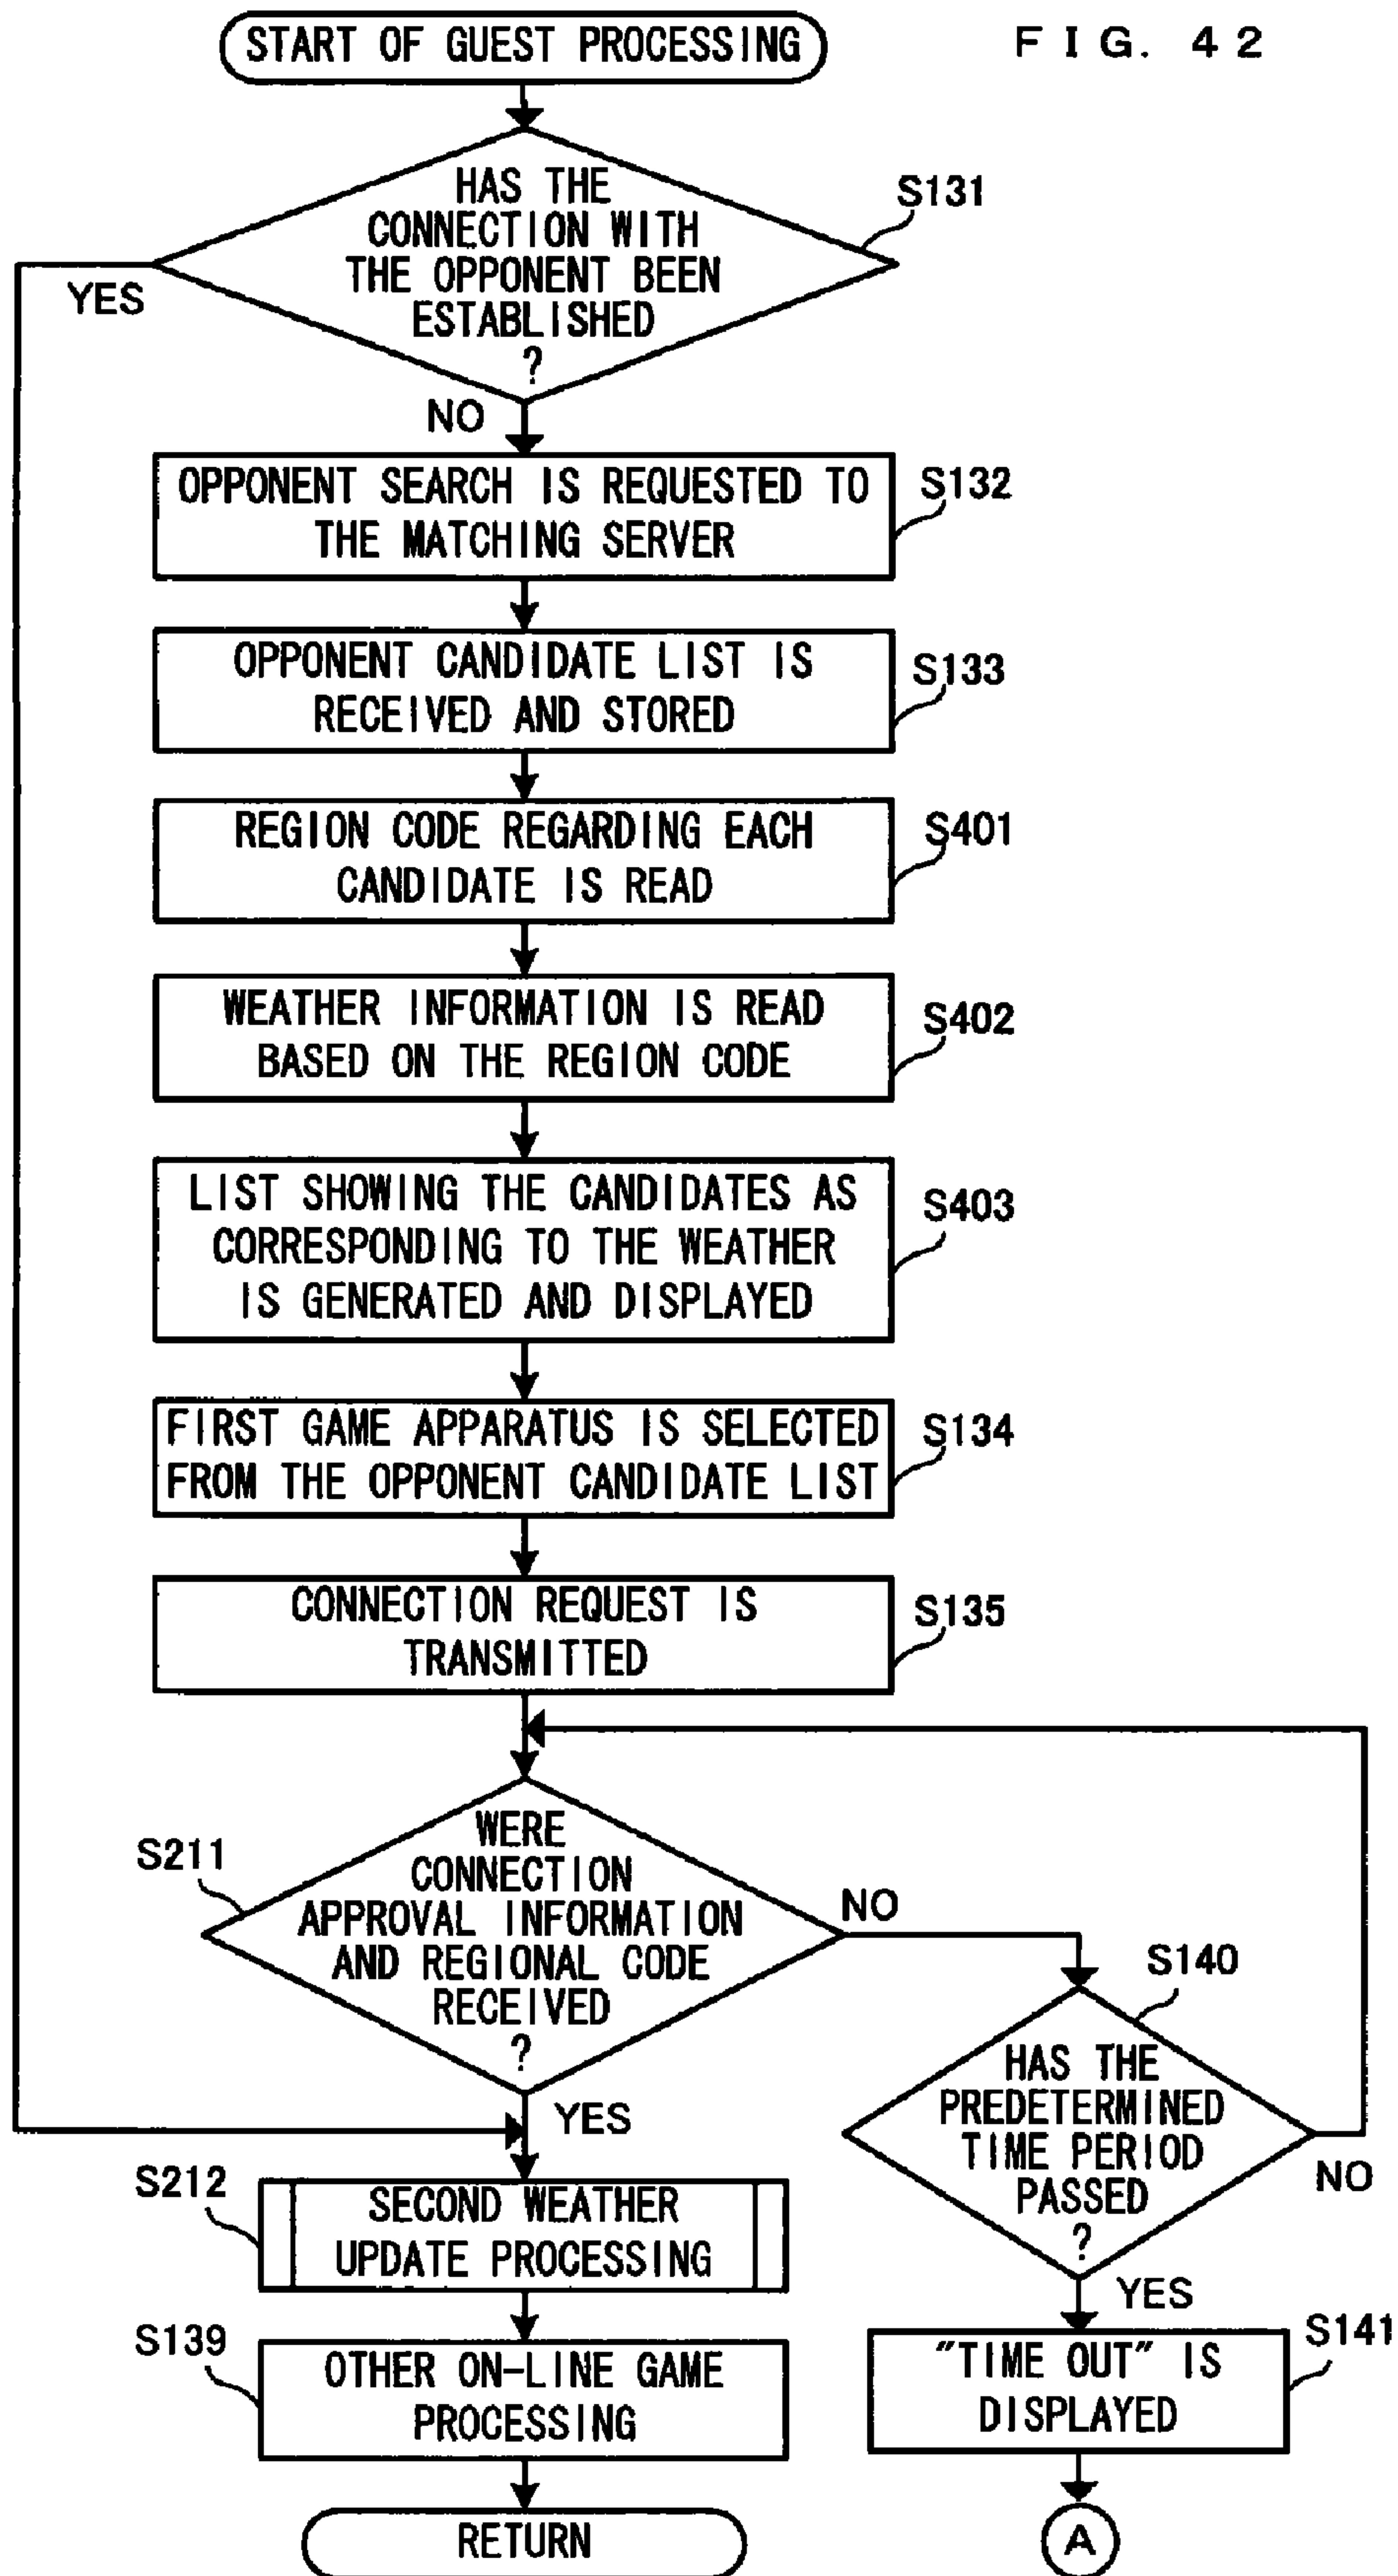 START OF GUEST PROCESSING
FIG. 42
HAS THE
CONNECTION WITH
THE OPPONENT BEEN
ESTABLISHED
?
S131
YES
NO
OPPONENT SEARCH IS REQUESTED TO
THE MATCHING SERVER
S132
OPPONENT CANDIDATE LIST IS
RECEIVED AND STORED
S133
REGION CODE REGARDING EACH
CANDIDATE IS READ
S401
WEATHER INFORMATION IS READ
BASED ON THE REGION CODE
S402
LIST SHOWING THE CANDIDATES AS
CORRESPONDING TO THE WEATHER
IS GENERATED AND DISPLAYED
S403
FIRST GAME APPARATUS IS SELECTED
FROM THE OPPONENT CANDIDATE LIST
S134
CONNECTION REQUEST IS
TRANSMITTED
S135
S211
WERE
CONNECTION
APPROVAL INFORMATION
AND REGIONAL CODE
RECEIVED
?
NO
YES
S140
HAS THE
PREDETERMINED
TIME PERIOD
PASSED
?
NO
YES
S212
SECOND WEATHER
UPDATE PROCESSING
S139
OTHER ON-LINE GAME
PROCESSING
S141
"TIME OUT" IS
DISPLAYED
RETURN
A